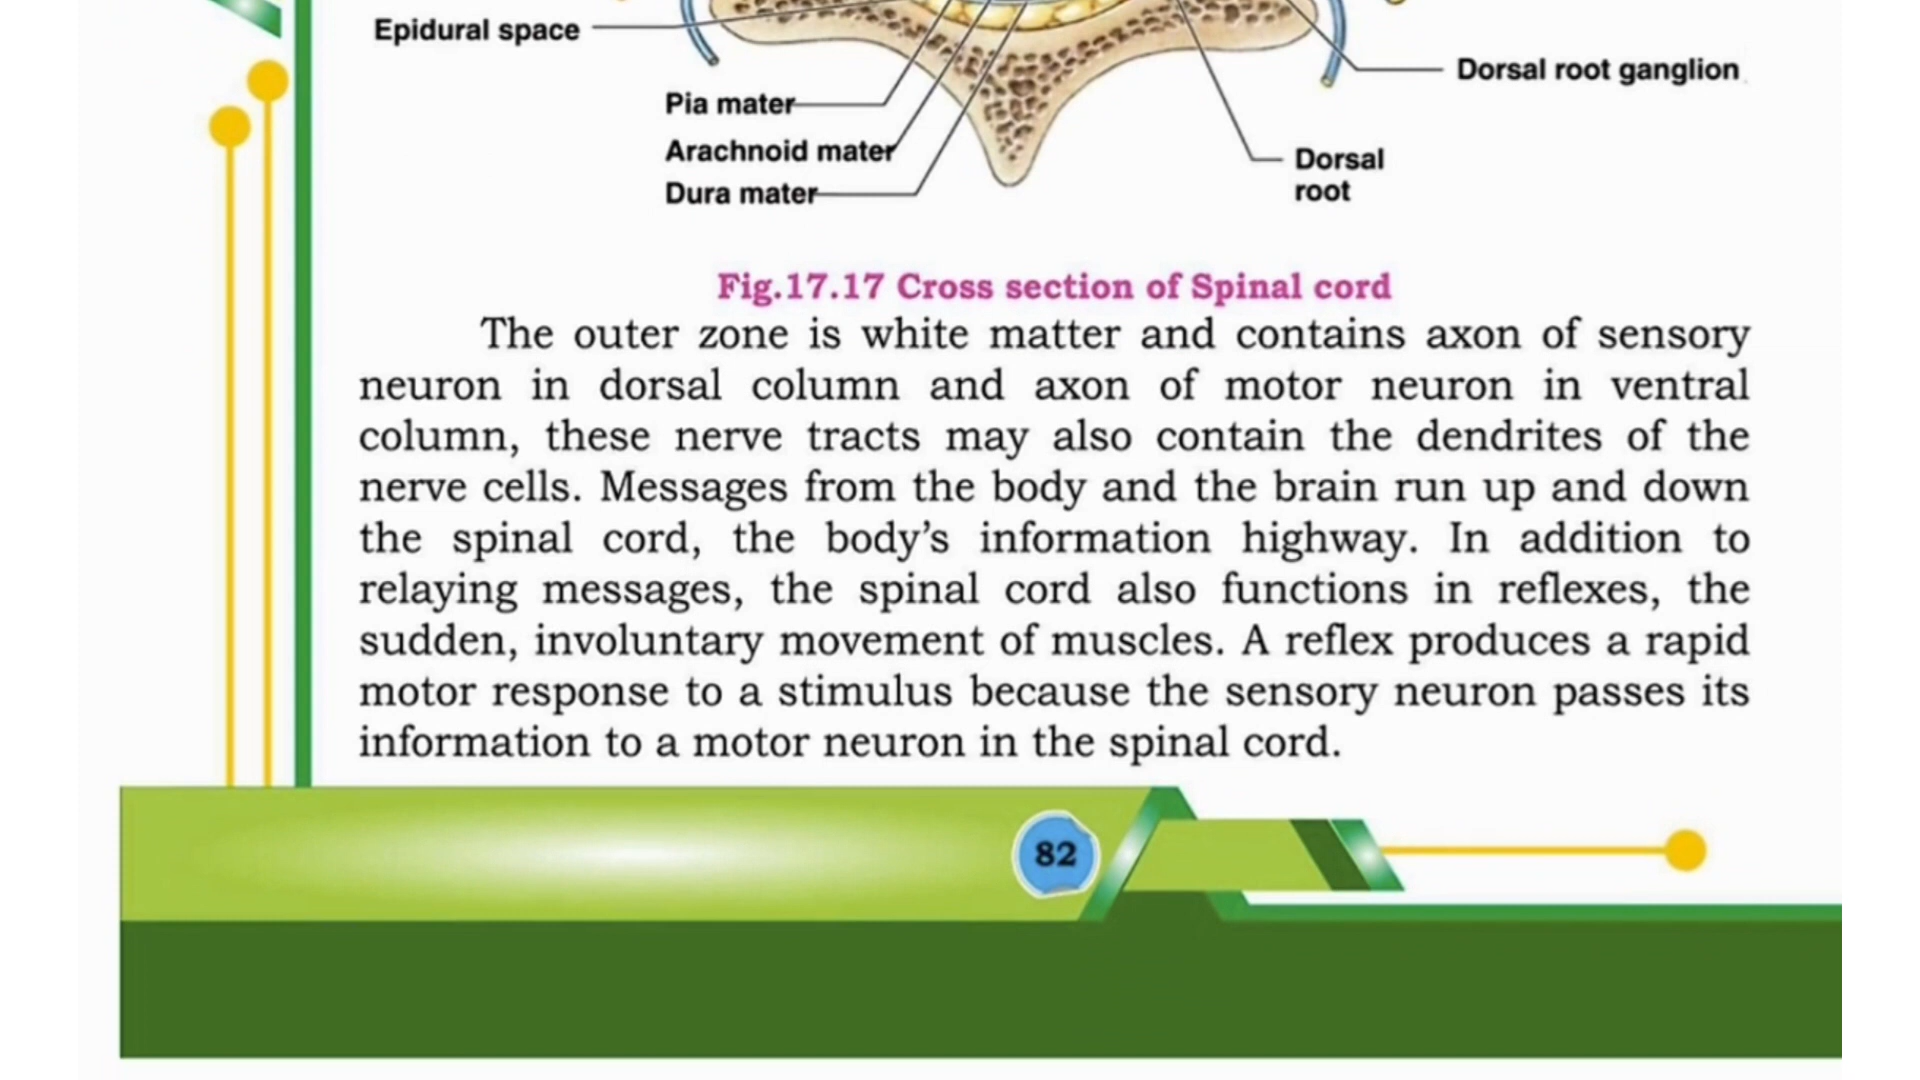 Epidural space
Dorsal root ganglion
Pia mater
Arachnoid mater
Dorsal
root
Dura mater
Fig.17.17 Cross section of Spinal cord
The outer zone is white matter and contains axon of sensory
neuron in dorsal column and axon of motor neuron in ventral
column, these nerve tracts may also contain the dendrites of the
nerve cells. Messages from the body and the brain run up and down
the spinal cord, the body’s information highway. In addition to
relaying messages, the spinal cord also functions in reflexes, the
sudden, involuntary movement of muscles. A reflex produces a rapid
motor response to a stimulus because the sensory neuron passes its
information to a motor neuron in the spinal cord.
82